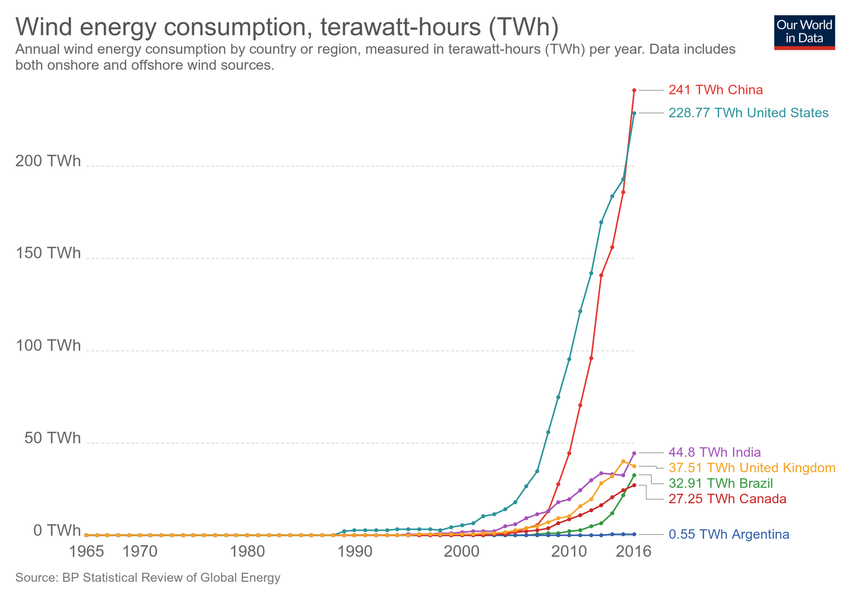 Wind energy consumption, terawatt-hours (TWh)
Annual wind energy consumption by country or region, measured in terawatt-hours (TWh) per year. Data includes
both onshore and offshore wind sources.
Our World
in Data
241 TWh China
228.77 TWh United States
200 TWh
150 TWh
100 TWh
50 TWh
44.8 TWh India
37.51 TWh United Kingdom
32.91 TWh Brazil
27.25 TWh Canada
0 TWh
0.55 TWh Argentina
1965 1970 1980 1990 2000 2010 2016
Source: BP Statistical Review of Global Energy